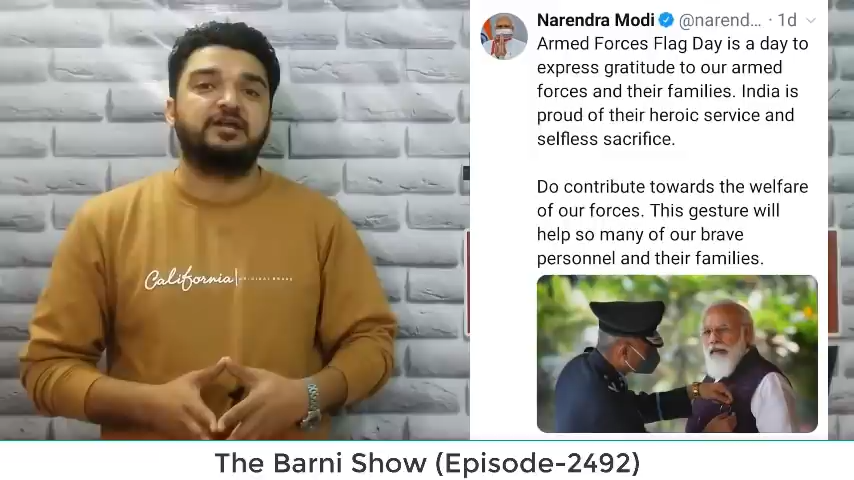 Narendra Modi @narend... · 1d
Armed Forces Flag Day is a day to
express gratitude to our armed
forces and their families. India is
proud of their heroic service and
selfless sacrifice.
Do contribute towards the welfare
of our forces. This gesture will
help so many of our brave
personnel and their families.
California
The Barni Show (Episode-2492)